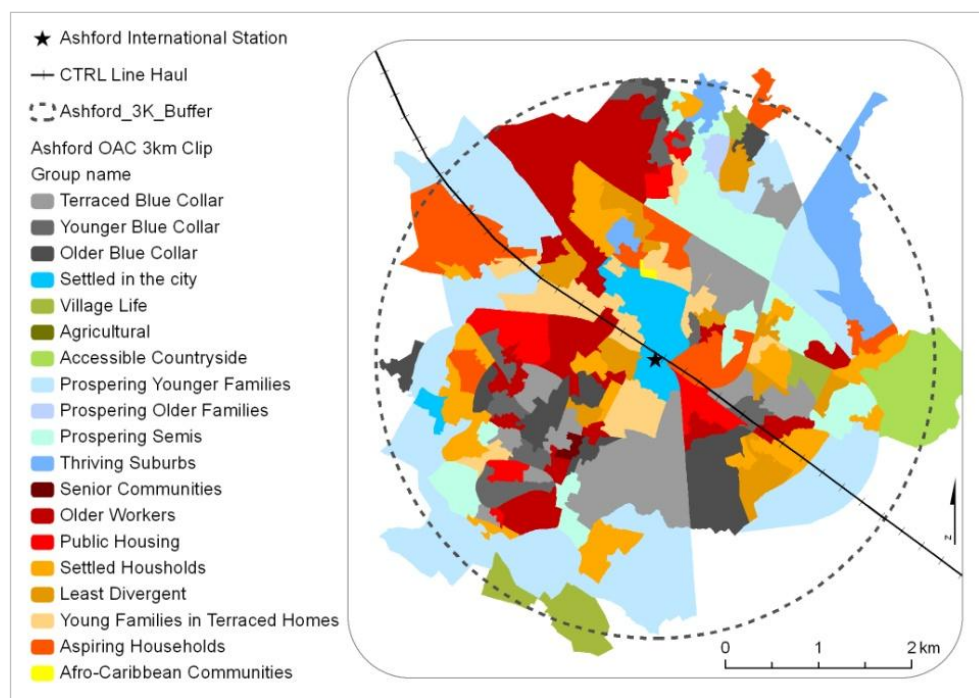 Ashford International Station
CTRL Line Haul
Ashford_3K_Buffer
Ashford OAC 3km Clip
Group name
Terraced Blue Collar
Younger Blue Collar
Older Blue Collar
Settled in the city
Village Life
Agricultural
Accessible Countryside
Prospering Younger Families
Prospering Older Families
Prospering Semis
Thriving Suburbs
Senior Communities
Older Workers
Public Housing
Settled Housholds
Least Divergent
Young Families in Terraced Homes
Aspiring Households
Afro-Caribbean Communities
N
0 1 2 km